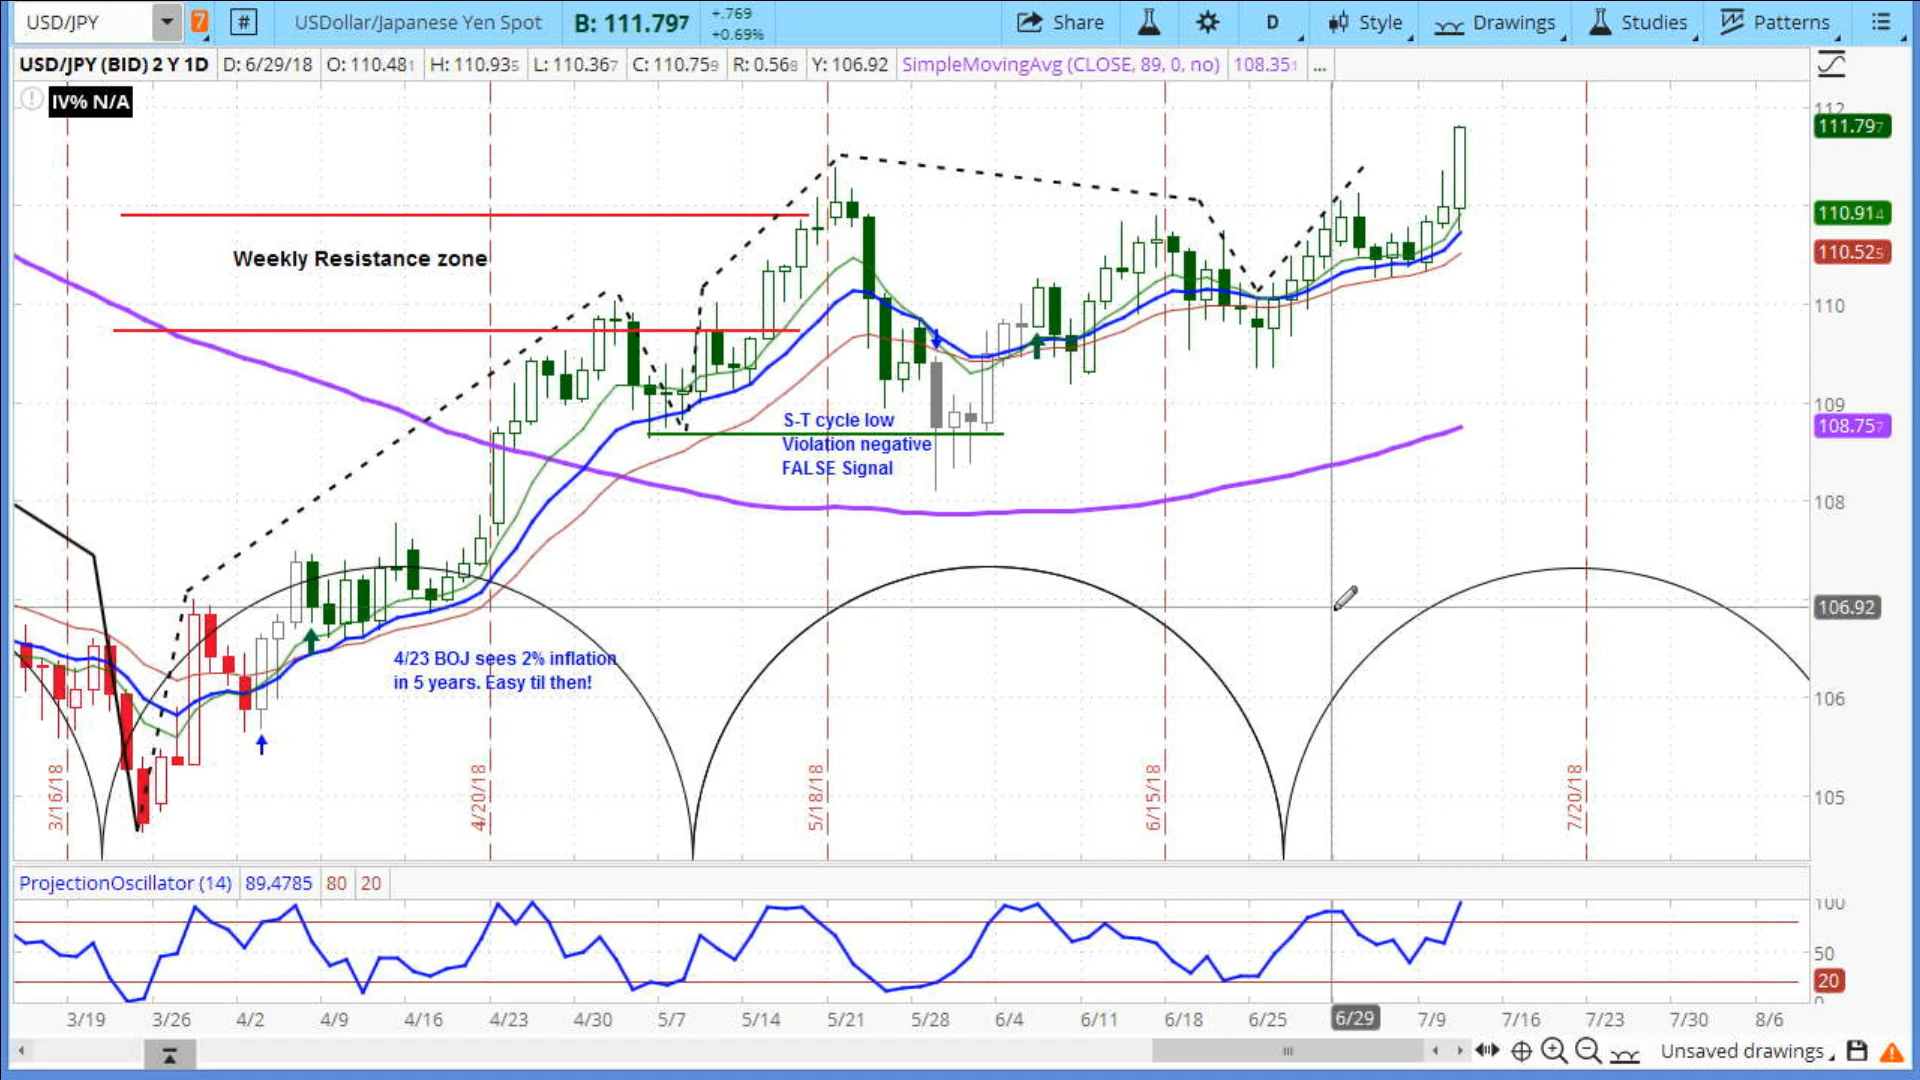 USD/JPY
7
#
USDollar/Japanese Yen Spot
B: 111.797
+.769
+0.69%
Share
D
Style
Drawings
Studies
Patterns
USD/JPY (BID) 2 Y 1D
D: 6/29/18
O: 110.481
H: 110.935
L: 110.367
C: 110.759
R: 0.568
Y: 106.92
SimpleMovingAvg (CLOSE, 89, 0, no)
108.351
...
IV% N/A
112
111.797
110.914
110.525
110
109
108.757
108
106.92
106
105
Weekly Resistance zone
S-T cycle low
Violation negative
FALSE Signal
4/23 BOJ sees 2% inflation
in 5 years. Easy til then!
3/16/18
4/20/18
5/18/18
6/15/18
7/20/18
ProjectionOscillator (14)
89.4785
80
20
100
50
20
0
3/19
3/26
4/2
4/9
4/16
4/23
4/30
5/7
5/14
5/21
5/28
6/4
6/11
6/18
6/25
6/29
7/9
7/16
7/23
7/30
8/6
Unsaved drawings